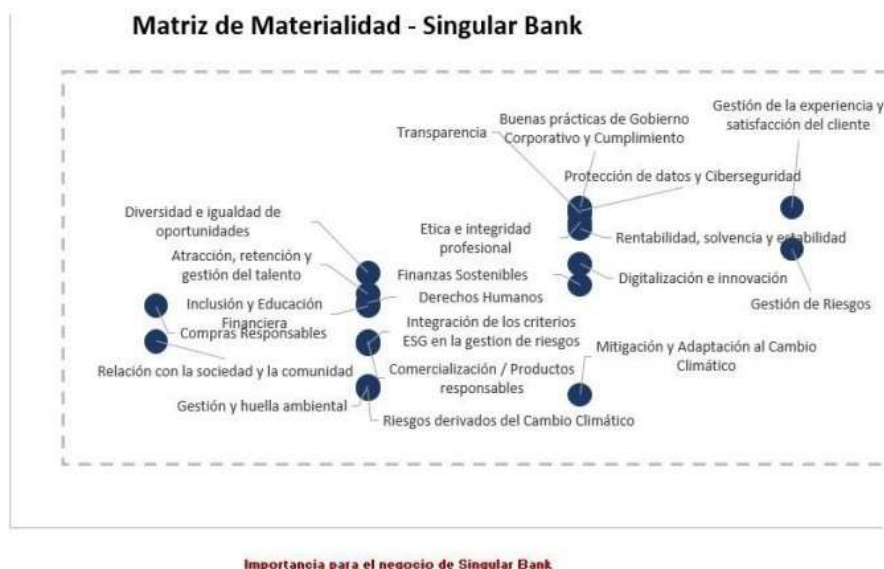 Matriz de Materialidad - Singular Bank
Buenas prácticas de Gobierno
Corporativo y Cumplimiento
Transparencia
Gestión de la experiencia y
satisfacción del cliente
Protección de datos y Ciberseguridad
Diversidad e igualdad de
oportunidades
Etica e integridad
profesional
Rentabilidad, solvencia y estabilidad
Atracción, retención y
gestión del talento
Finanzas Sostenibles
Digitalización e innovación
Inclusión y Educación
Financiera
Derechos Humanos
Gestión de Riesgos
Compras Responsables
Integración de los criterios
ESG en la gestion de riesgos
Mitigación y Adaptación al Cambio
Climático
Relación con la sociedad y la comunidad
Comercialización / Productos
responsables
Gestión y huella ambiental
Riesgos derivados del Cambio Climático
Importancia para el negocio de Singular Bank